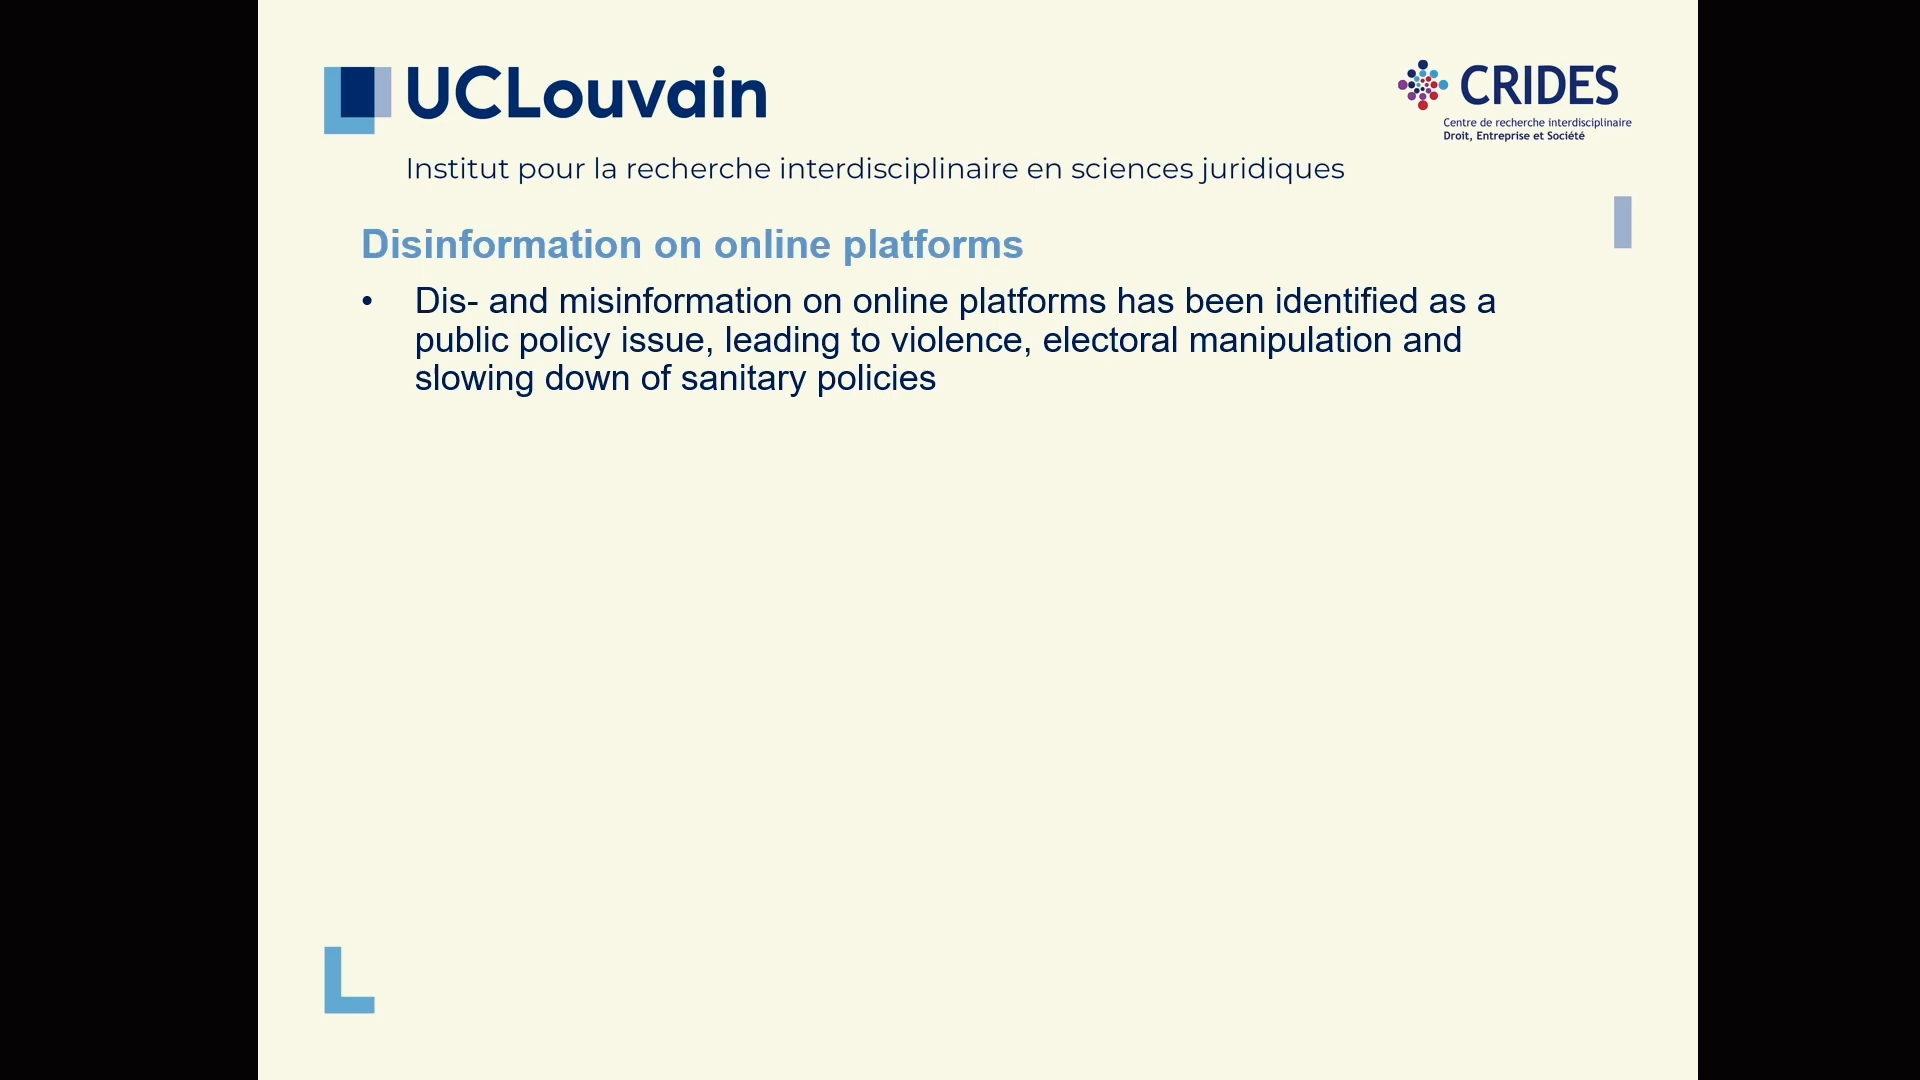 UCLouvain
CRIDES
Centre de recherche interdisciplinaire
Droit, Entreprise et Société
Institut pour la recherche interdisciplinaire en sciences juridiques
Disinformation on online platforms
• Dis- and misinformation on online platforms has been identified as a
public policy issue, leading to violence, electoral manipulation and
slowing down of sanitary policies